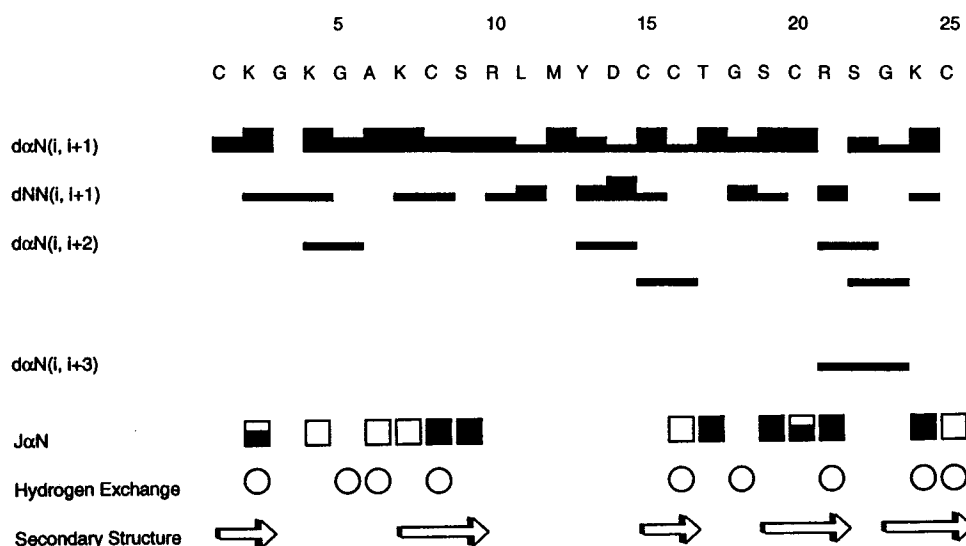 5 10 15 20 25
C K G K G A K C S R L M Y D C C T G S C R S G K C
dαN(i, i+1)
dNN(i, i+1)
dαN(i, i+2)
dαN(i, i+3)
JαN
Hydrogen Exchange
Secondary Structure